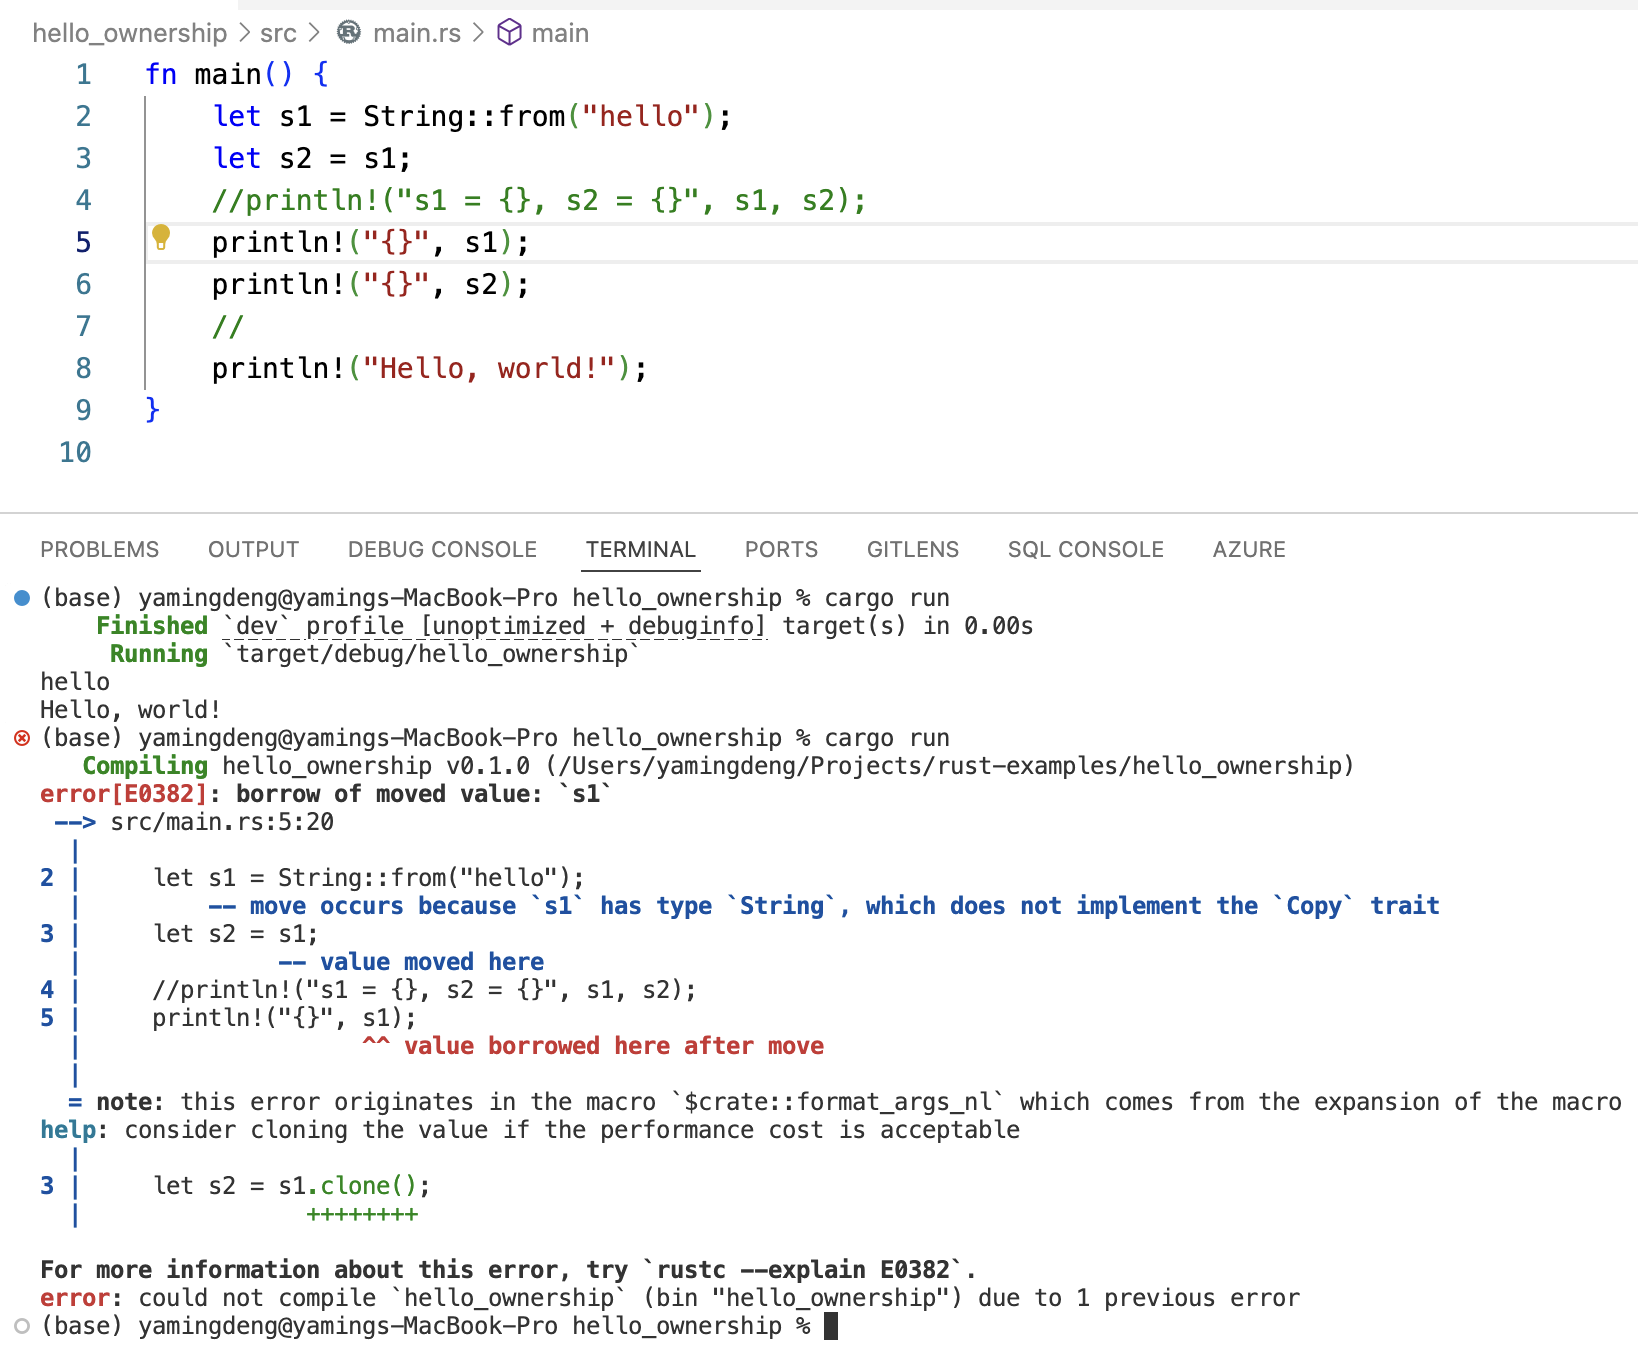 hello_ownership > src > main.rs > main
1 fn main() {
2 let s1 = String::from("hello");
3 let s2 = s1;
4 //println!("s1 = {}, s2 = {}", s1, s2);
5 println!("{}", s1);
6 println!("{}", s2);
7 //
8 println!("Hello, world!");
9 }
10
PROBLEMS OUTPUT DEBUG CONSOLE TERMINAL PORTS GITLENS SQL CONSOLE AZURE
(base) yamingdeng@yamings-MacBook-Pro hello_ownership % cargo run
Finished `dev` profile [unoptimized + debuginfo] target(s) in 0.00s
Running `target/debug/hello_ownership`
hello
Hello, world!
(base) yamingdeng@yamings-MacBook-Pro hello_ownership % cargo run
Compiling hello_ownership v0.1.0 (/Users/yamingdeng/Projects/rust-examples/hello_ownership)
error[E0382]: borrow of moved value: `s1`
--> src/main.rs:5:20
|
2 | let s1 = String::from("hello");
| -- move occurs because `s1` has type `String`, which does not implement the `Copy` trait
3 | let s2 = s1;
| -- value moved here
4 | //println!("s1 = {}, s2 = {}", s1, s2);
5 | println!("{}", s1);
| ^^ value borrowed here after move
|
= note: this error originates in the macro `$crate::format_args_nl` which comes from the expansion of the macro
help: consider cloning the value if the performance cost is acceptable
|
3 | let s2 = s1.clone();
| ++++++++
For more information about this error, try `rustc --explain E0382`.
error: could not compile `hello_ownership` (bin "hello_ownership") due to 1 previous error
(base) yamingdeng@yamings-MacBook-Pro hello_ownership %